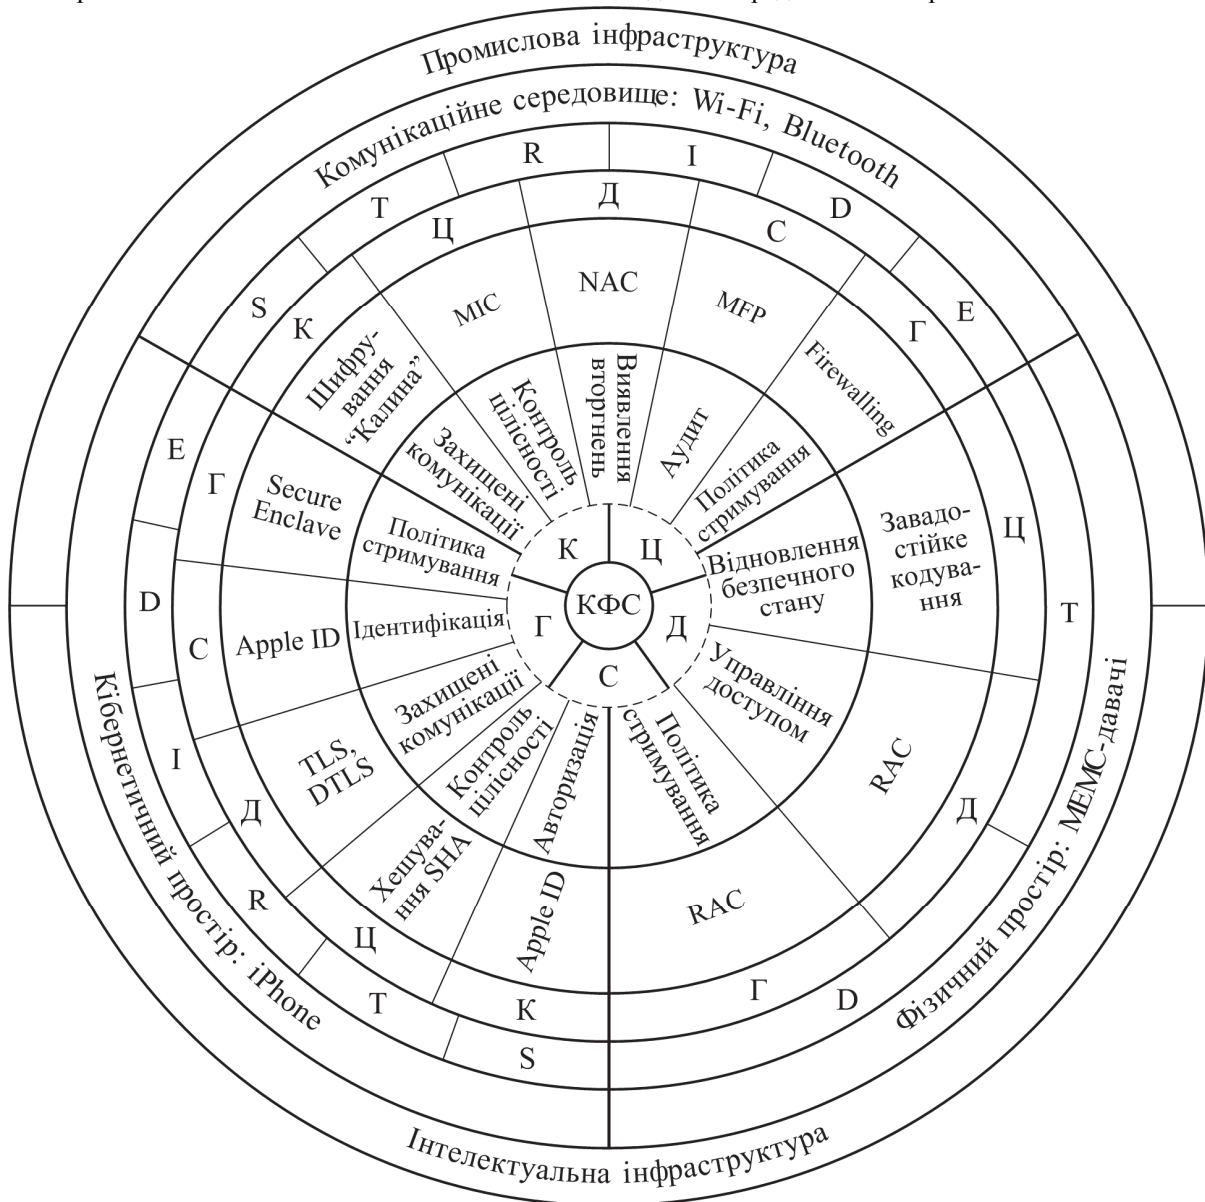 Промислова інфраструктура
Комунікаційне середовище: Wi-Fi, Bluetooth
R
I
T
D
S
E
Д
Ц
С
К
Г
NAC
MIC
MFP
Шифру-
вання
“Калина”
Firewalling
Захищені
комунікації
Контроль
цілісності
Виявлення
вторгнень
Аудит
Політика
стримування
E
D
I
R
T
S
Г
С
Д
Ц
К
Secure
Enclave
Apple ID
TLS,
DTLS
Хешува-
ння SHA
Apple ID
Політика
стримування
Ідентифікація
Захищені
комунікації
Контроль
цілісності
Авторизація
К
Ц
КФС
Г
Д
С
Відновлення
безпечного
стану
Управління
доступом
Політика
стримування
Завадо-
стійке
кодува-
ння
RAC
RAC
Ц
Д
Г
T
D
Кібернетичний простір: iPhone
Фізичний простір: МЕМС-давачі
Інтелектуальна інфраструктура